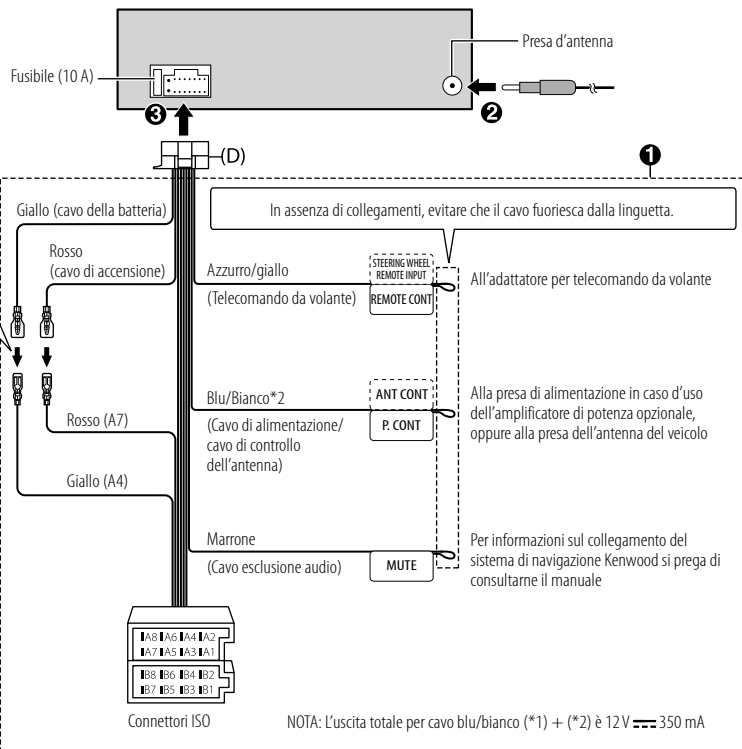 Presa d'antenna
Fusibile (10 A)
❸
❷
(D)
❶
Giallo (cavo della batteria)
In assenza di collegamenti, evitare che il cavo fuoriesca dalla linguetta.
Rosso
(cavo di accensione)
Azzurro/giallo
(Telecomando da volante)
STEERING WHEEL
REMOTE INPUT
REMOTE CONT
All'adattatore per telecomando da volante
Blu/Bianco*2
(Cavo di alimentazione/
cavo di controllo
dell'antenna)
ANT CONT
P. CONT
Alla presa di alimentazione in caso d'uso
dell'amplificatore di potenza opzionale,
oppure alla presa dell'antenna del veicolo
Rosso (A7)
Giallo (A4)
Marrone
(Cavo esclusione audio)
MUTE
Per informazioni sul collegamento del
sistema di navigazione Kenwood si prega di
consultarne il manuale
A8 A6 A4 A2
A7 A5 A3 A1
B8 B6 B4 B2
B7 B5 B3 B1
Connettori ISO
NOTA: L'uscita totale per cavo blu/bianco (*1) + (*2) è 12 V ⎓ 350 mA